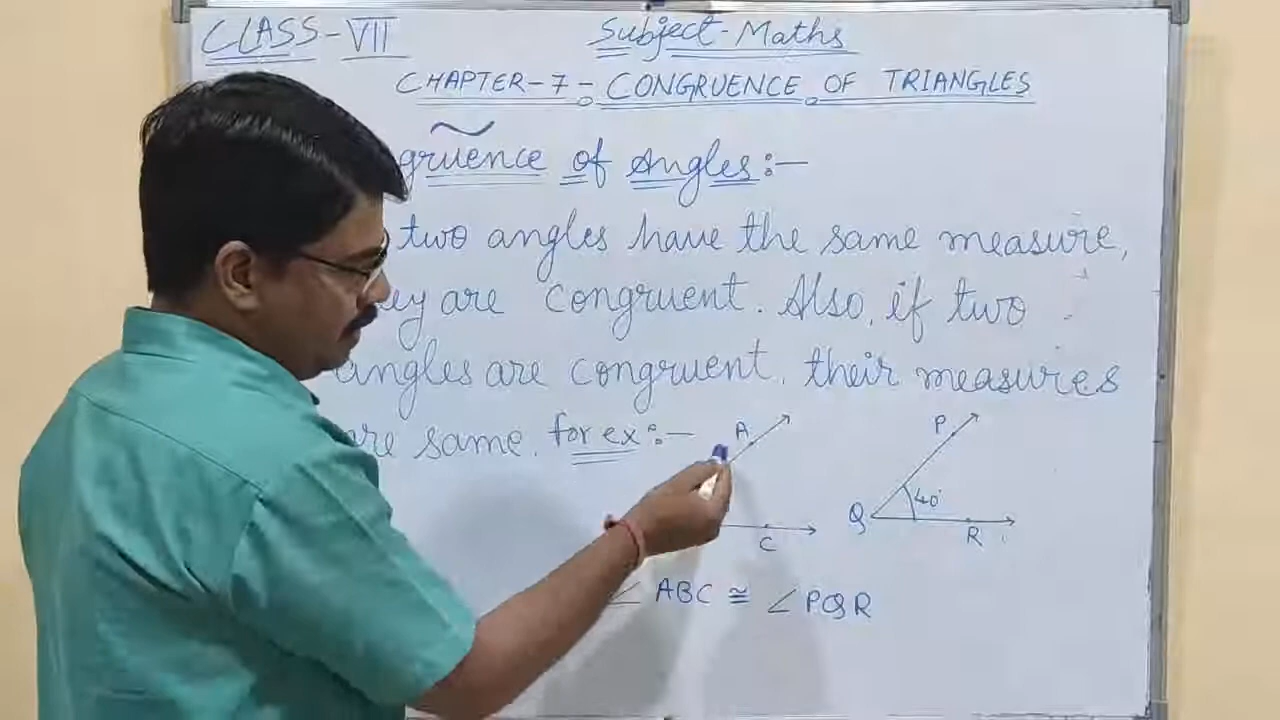 CLASS-VII Subject-Maths
CHAPTER-7- CONGRUENCE OF TRIANGLES
gruence of Angles:-
two angles have the same measure,
ey are congruent. Also, if two
angles are congruent, their measures
re same. for ex:-
A P
40°
Q
C R
∠ ABC ≅ ∠ PQR